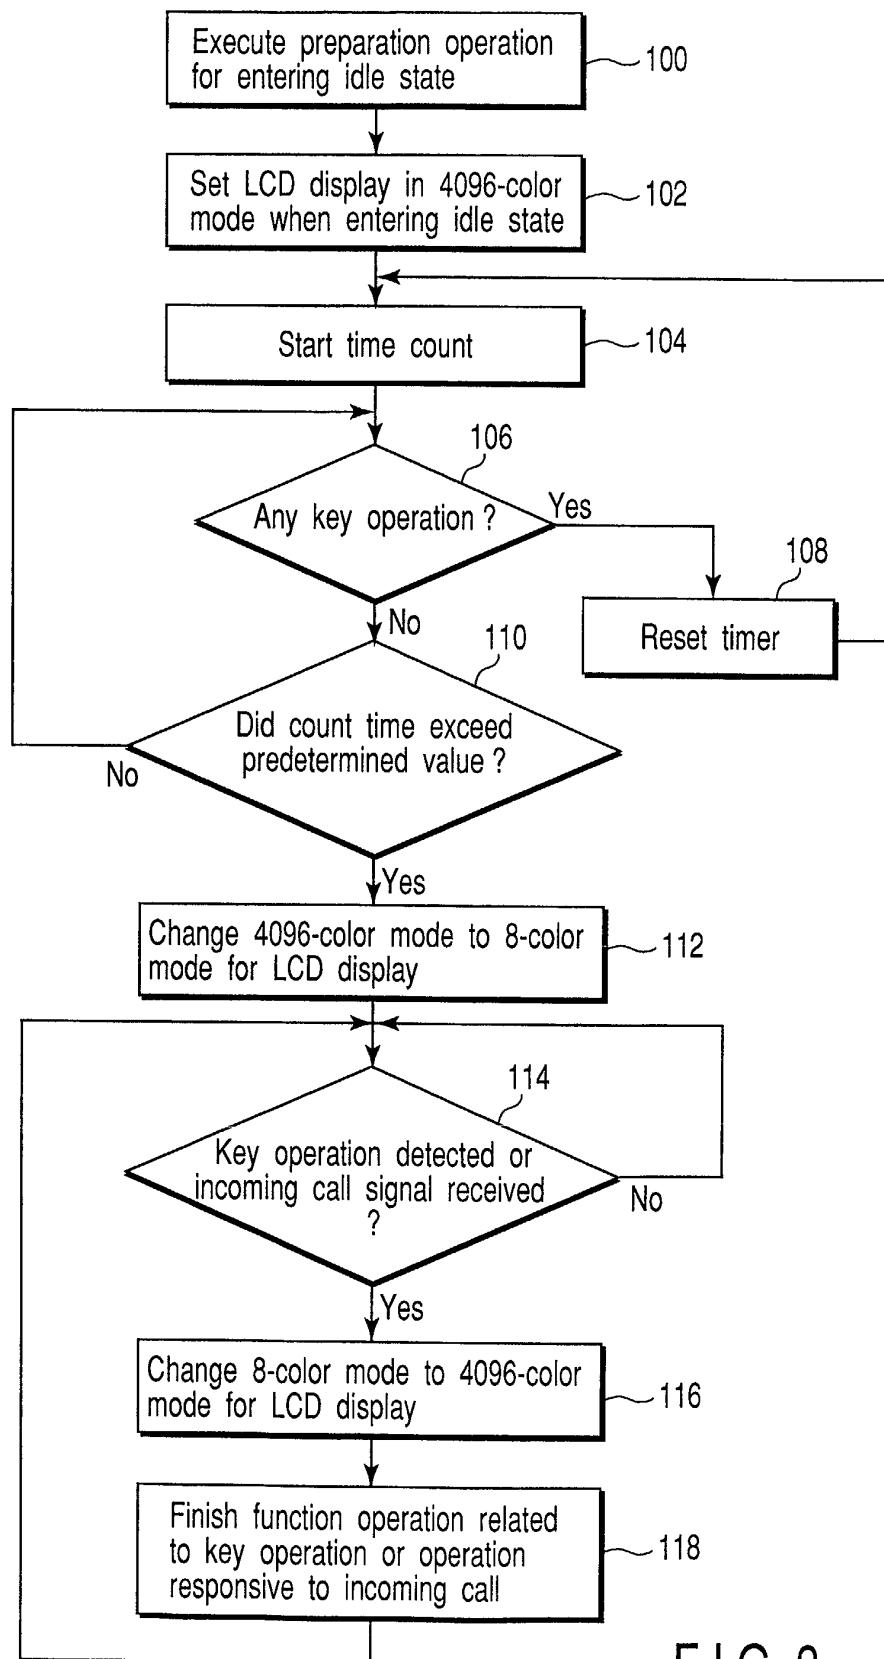 Execute preparation operation
for entering idle state
100
Set LCD display in 4096-color
mode when entering idle state
102
Start time count
104
106
Any key operation ?
Yes
108
Reset timer
No
110
Did count time exceed
predetermined value ?
No
Yes
Change 4096-color mode to 8-color
mode for LCD display
112
114
Key operation detected or
incoming call signal received
?
No
Yes
Change 8-color mode to 4096-color
mode for LCD display
116
Finish function operation related
to key operation or operation
responsive to incoming call
118